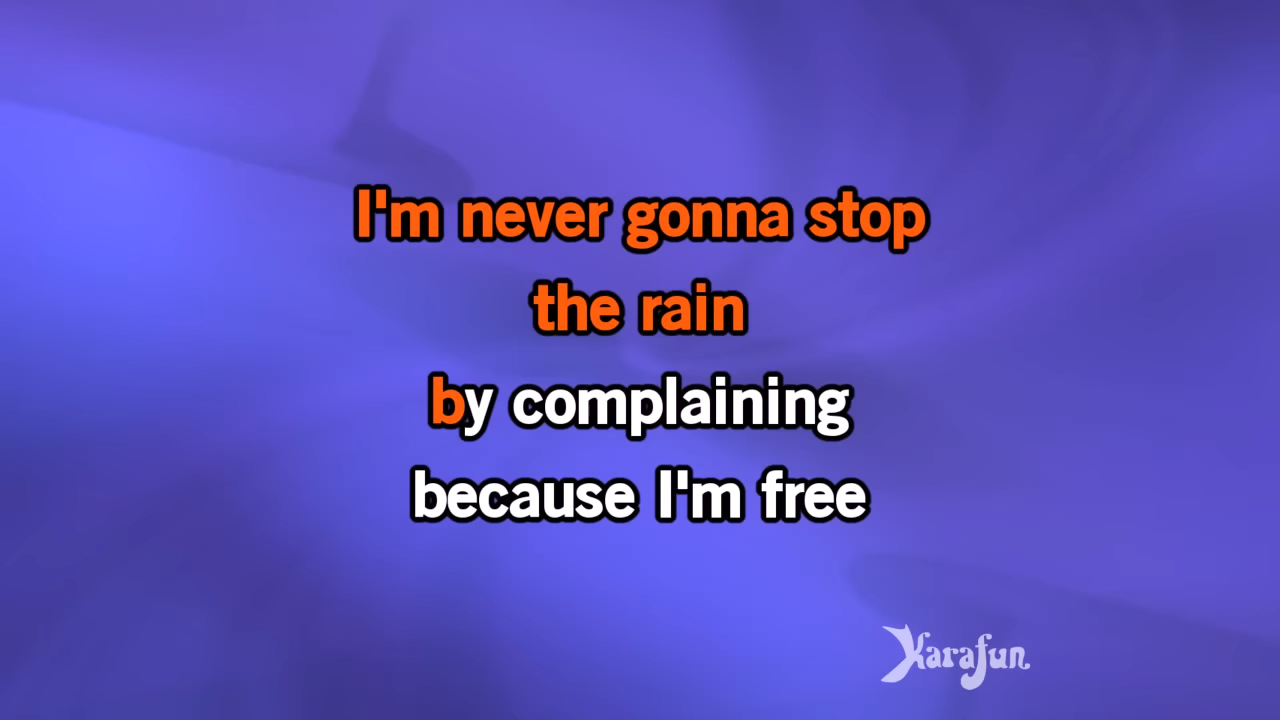 I'm never gonna stop
the rain
by complaining
because I'm free
Karafun